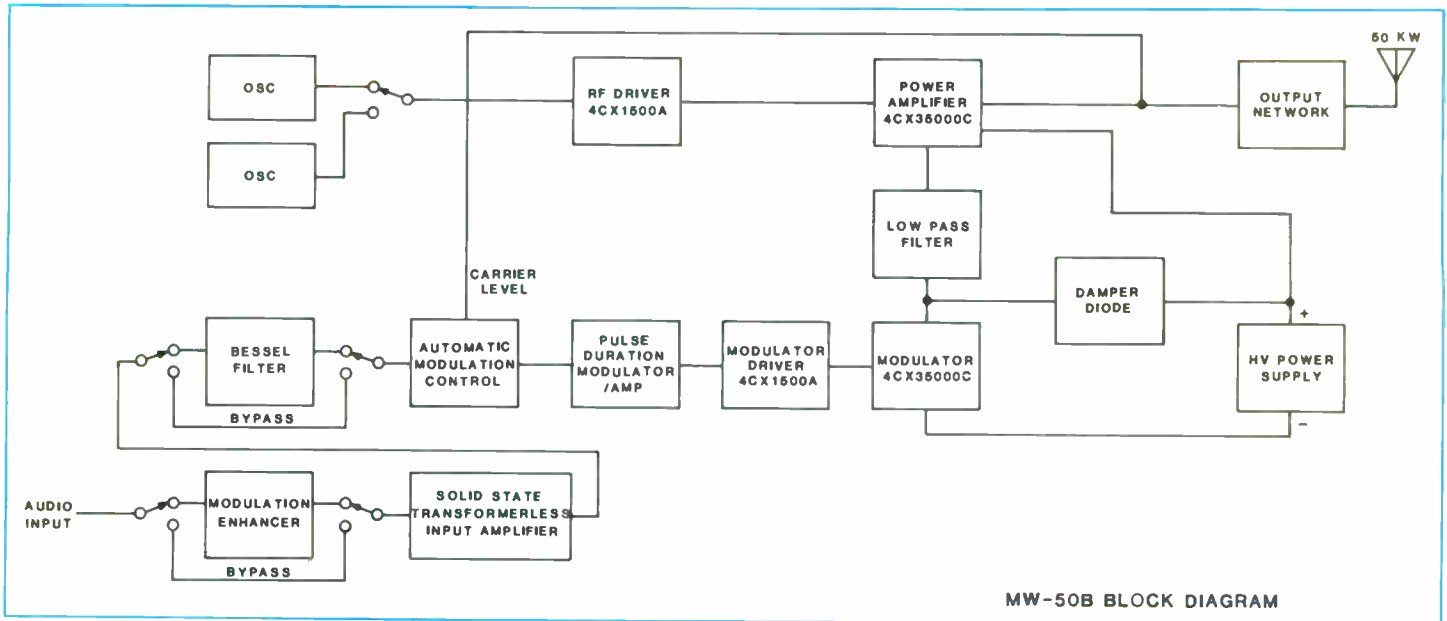 OSC
OSC
RF DRIVER
4CX1500A
POWER
AMPLIFIER
4CX35000C
OUTPUT
NETWORK
50 KW
LOW PASS
FILTER
DAMPER
DIODE
+
HV POWER
SUPPLY
-
CARRIER
LEVEL
BESSEL
FILTER
BYPASS
AUTOMATIC
MODULATION
CONTROL
PULSE
DURATION
MODULATOR
/AMP
MODULATOR
DRIVER
4CX1500A
MODULATOR
4CX35000C
AUDIO
INPUT
MODULATION
ENHANCER
BYPASS
SOLID STATE
TRANSFORMERLESS
INPUT AMPLIFIER
MW-50B BLOCK DIAGRAM